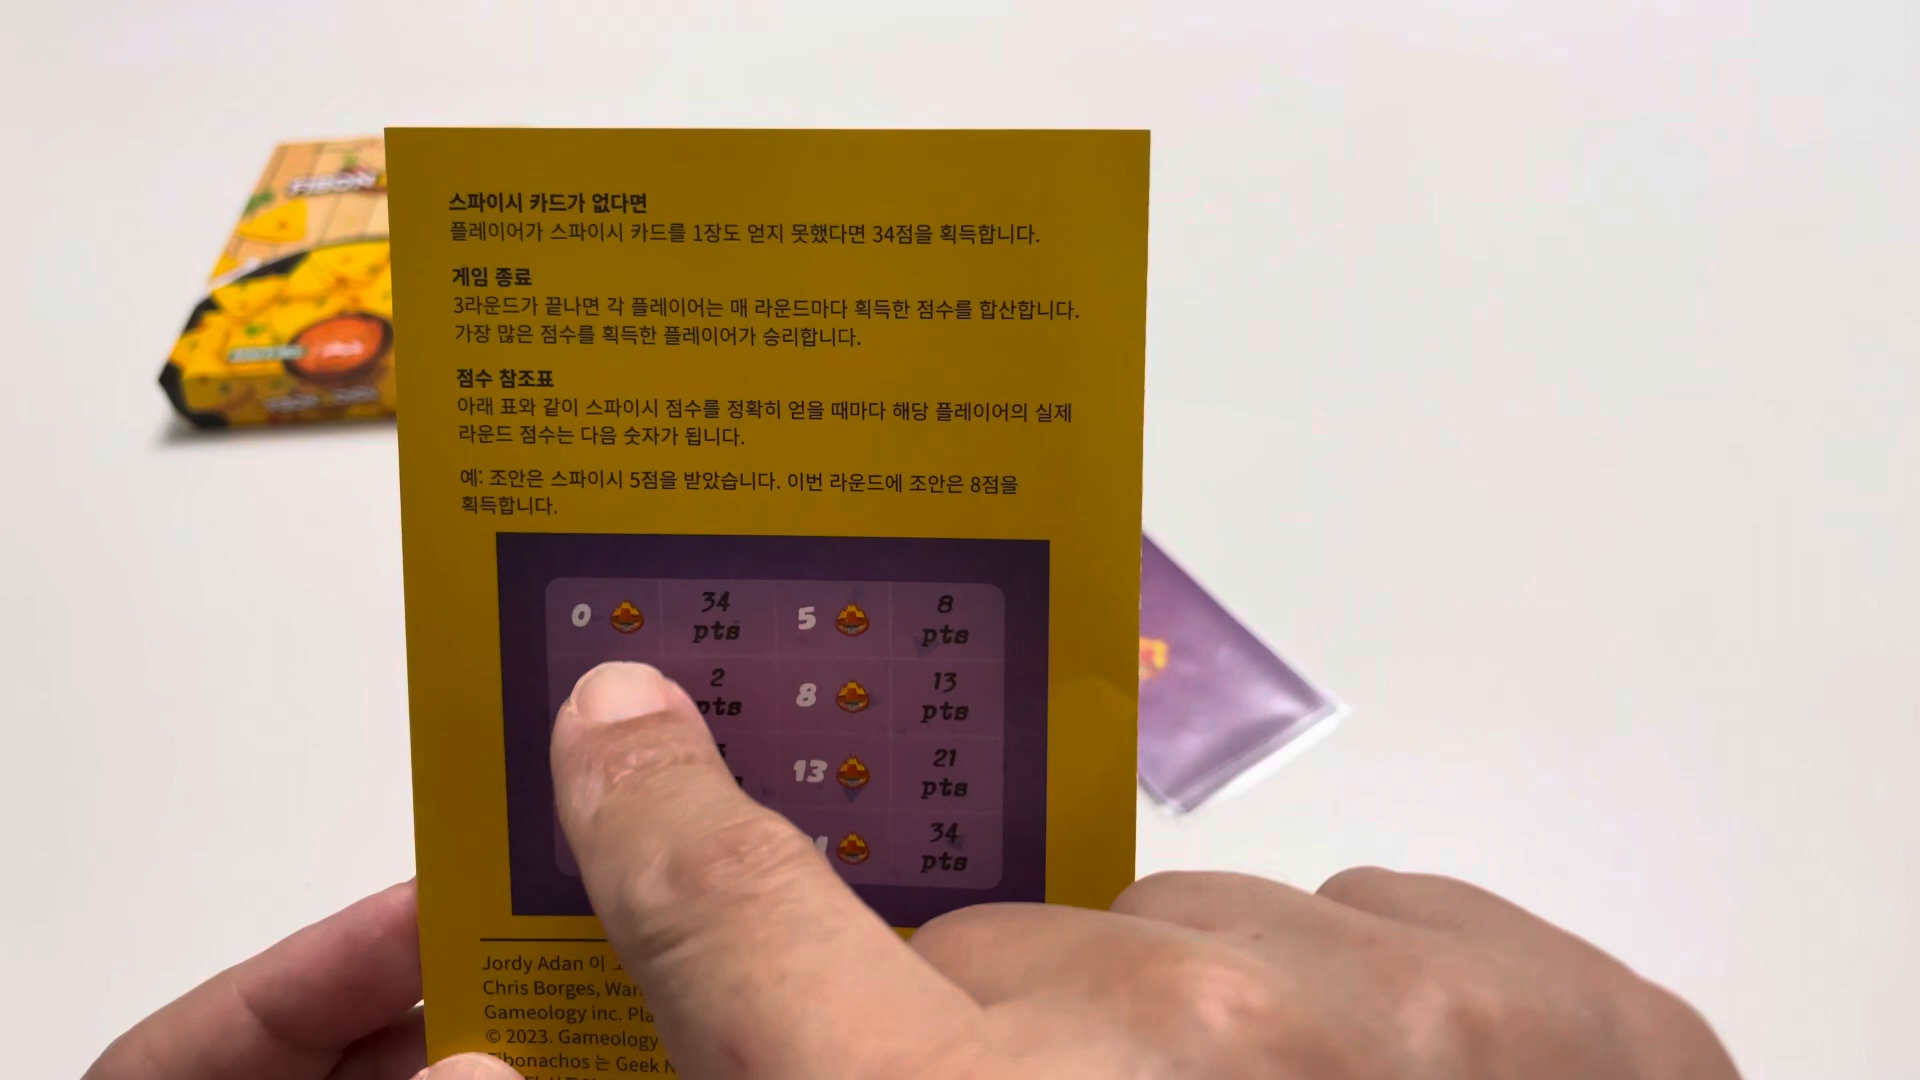 스파이시 카드가 없다면
플레이어가 스파이시 카드를 1장도 얻지 못했다면 34점을 획득합니다.
게임 종료
3라운드가 끝나면 각 플레이어는 매 라운드마다 획득한 점수를 합산합니다.
가장 많은 점수를 획득한 플레이어가 승리합니다.
점수 참조표
아래 표와 같이 스파이시 점수를 정확히 얻을 때마다 해당 플레이어의 실제
라운드 점수는 다음 숫자가 됩니다.
예: 조안은 스파이시 5점을 받았습니다. 이번 라운드에 조안은 8점을
획득합니다.
0 34 pts 5 8 pts
2 pts 8 13 pts
13 21 pts
34 pts
Jordy Adan 이
Chris Borges,
Gameology inc.
© 2023. Gameology
Fibonachos 는 Geek